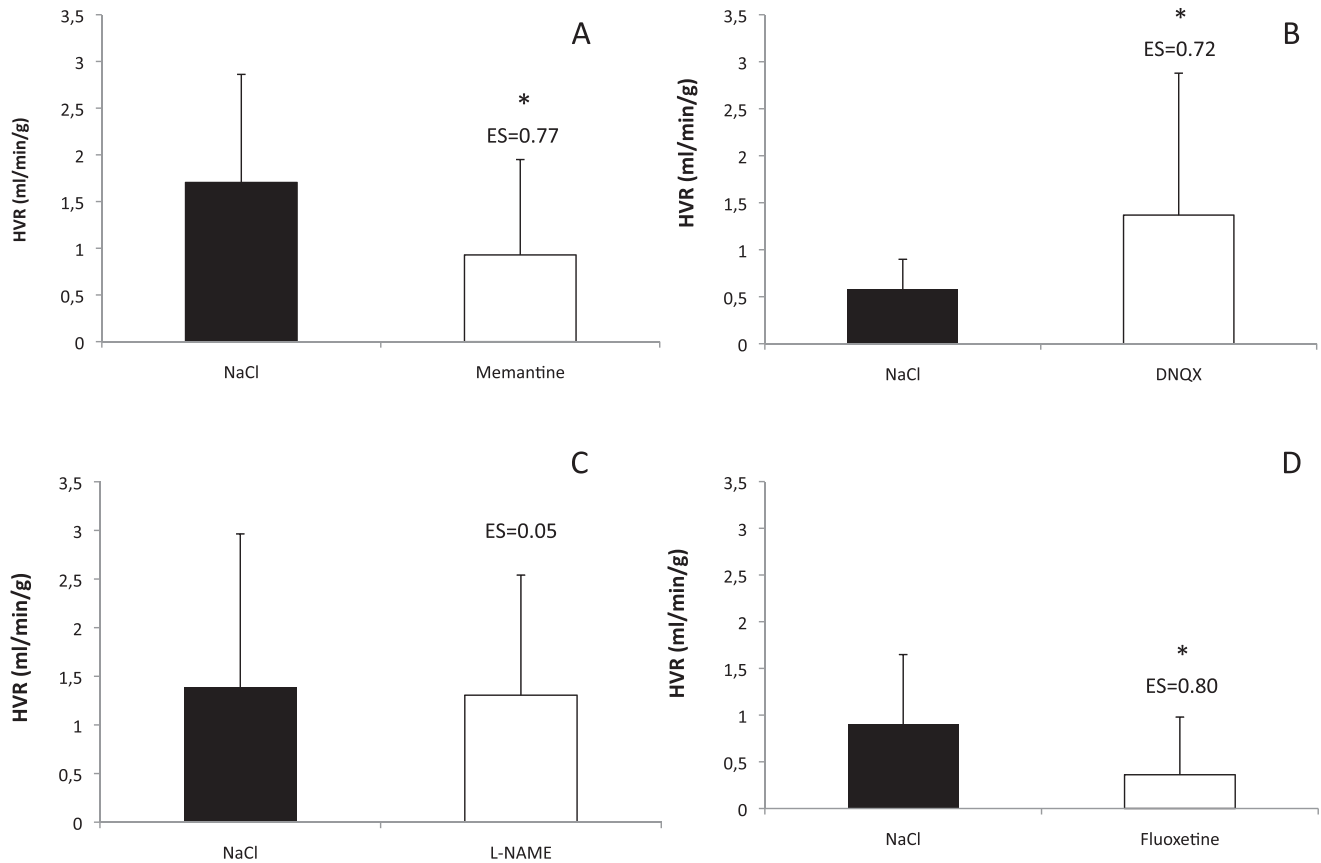 A
3,5
3
2,5
2
1,5
1
0,5
0
HVR (ml/min/g)
*
ES=0.77
NaCl
Memantine
B
3,5
3
2,5
2
1,5
1
0,5
0
HVR (ml/min/g)
*
ES=0.72
NaCl
DNQX
C
3,5
3
2,5
2
1,5
1
0,5
0
HVR (ml/min/g)
ES=0.05
NaCl
L-NAME
D
3,5
3
2,5
2
1,5
1
0,5
0
HVR (ml/min/g)
*
ES=0.80
NaCl
Fluoxetine